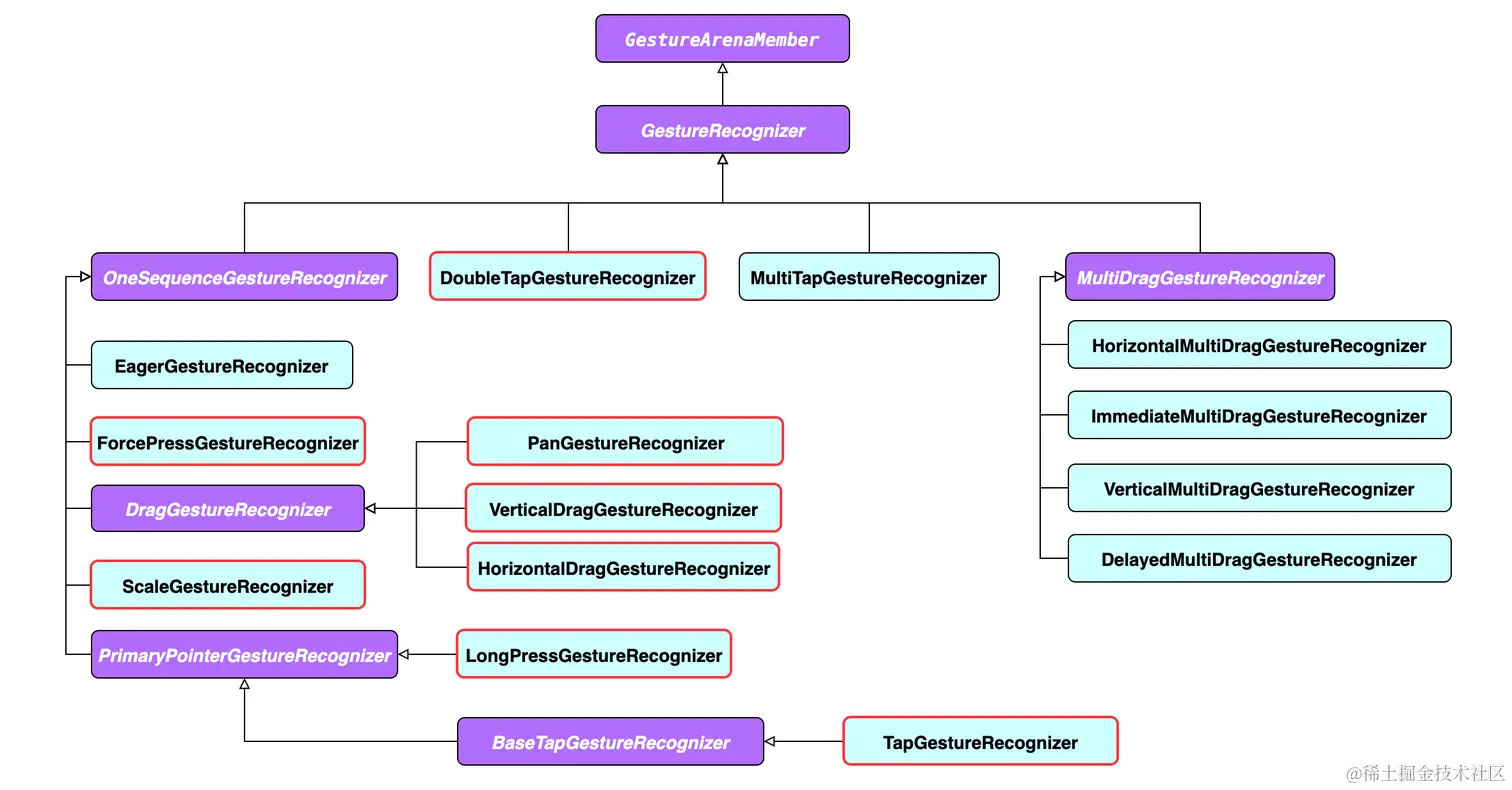 GestureArenaMember
GestureRecognizer
OneSequenceGestureRecognizer
DoubleTapGestureRecognizer
MultiTapGestureRecognizer
MultiDragGestureRecognizer
EagerGestureRecognizer
HorizontalMultiDragGestureRecognizer
ImmediateMultiDragGestureRecognizer
ForcePressGestureRecognizer
PanGestureRecognizer
VerticalMultiDragGestureRecognizer
DragGestureRecognizer
VerticalDragGestureRecognizer
HorizontalDragGestureRecognizer
DelayedMultiDragGestureRecognizer
ScaleGestureRecognizer
PrimaryPointerGestureRecognizer
LongPressGestureRecognizer
BaseTapGestureRecognizer
TapGestureRecognizer
@稀土掘金技术社区